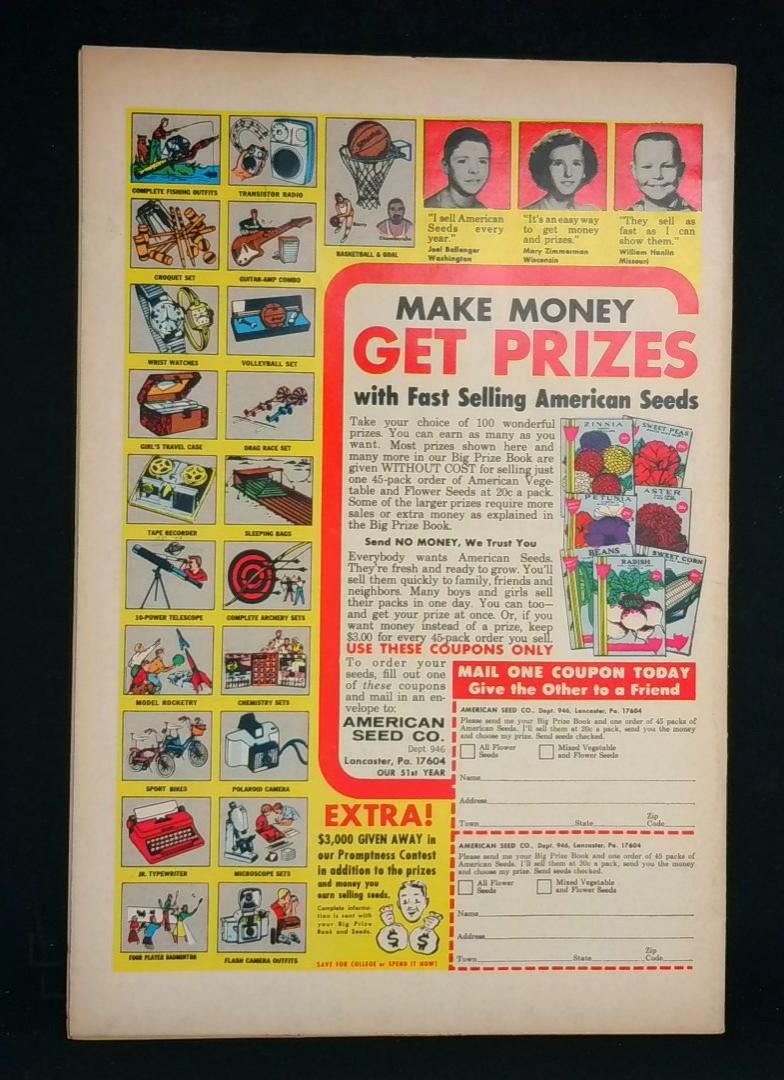 COMPLETE FISHING OUTFITS
TRANSISTOR RADIO
CROQUET SET
GUITAR-AMP COMBO
WRIST WATCHES
VOLLEYBALL SET
GIRL'S TRAVEL CASE
DRAG RACE SET
TAPE RECORDER
SLEEPING BAGS
10-POWER TELESCOPE
COMPLETE ARCHERY SETS
MODEL ROCKETRY
CHEMISTRY SETS
SPORT BIKES
POLAROID CAMERA
JR. TYPEWRITER
MICROSCOPE SETS
FOUR PLAYER BADMINTON
FLASH CAMERA OUTFITS
Spalding
Barry
Chamberlain
BASKETBALL & GOAL
"I sell American
Seeds every
year."
Joel Ballenger
Washington
"It's an easy way
to get money
and prizes."
Mary Zimmerman
Wisconsin
"They sell as
fast as I can
show them."
William Hanlin
Missouri
MAKE MONEY
GET PRIZES
with Fast Selling American Seeds
Take your choice of 100 wonderful
prizes. You can earn as many as you
want. Most prizes shown here and
many more in our Big Prize Book are
given WITHOUT COST for selling just
one 45-pack order of American Vege-
table and Flower Seeds at 20c a pack.
Some of the larger prizes require more
sales or extra money as explained in
the Big Prize Book.
Send NO MONEY, We Trust You
Everybody wants American Seeds.
They're fresh and ready to grow. You'll
sell them quickly to family, friends and
neighbors. Many boys and girls sell
their packs in one day. You can too—
and get your prize at once. Or, if you
want money instead of a prize, keep
$3.00 for every 45-pack order you sell.
ZINNIA
SWEET PEAS
PETUNIA
ASTER
BEANS
RADISH
SWEET CORN
USE THESE COUPONS ONLY
To order your
seeds, fill out one
of these coupons
and mail in an en-
velope to:
AMERICAN
SEED CO.
Dept 946
Lancaster, Pa. 17604
OUR 51st YEAR
MAIL ONE COUPON TODAY
Give the Other to a Friend
AMERICAN SEED CO., Dept. 946, Lancaster, Pa. 17604
Please send me your Big Prize Book and one order of 45 packs of
American Seeds. I'll sell them at 20c a pack, send you the money
and choose my prize. Send seeds checked.
All Flower
Seeds
Mixed Vegetable
and Flower Seeds
Name
Address
Town State Zip Code
AMERICAN SEED CO., Dept. 946, Lancaster, Pa. 17604
Please send me your Big Prize Book and one order of 45 packs of
American Seeds. I'll sell them at 20c a pack, send you the money
and choose my prize. Send seeds checked.
All Flower
Seeds
Mixed Vegetable
and Flower Seeds
Name
Address
Town State Zip Code
EXTRA!
$3,000 GIVEN AWAY in
our Promptness Contest
in addition to the prizes
and money you
earn selling seeds.
Complete informa-
tion is sent with
your Big Prize
Book and Seeds.
$ $
SAVE FOR COLLEGE or SPEND IT NOW!